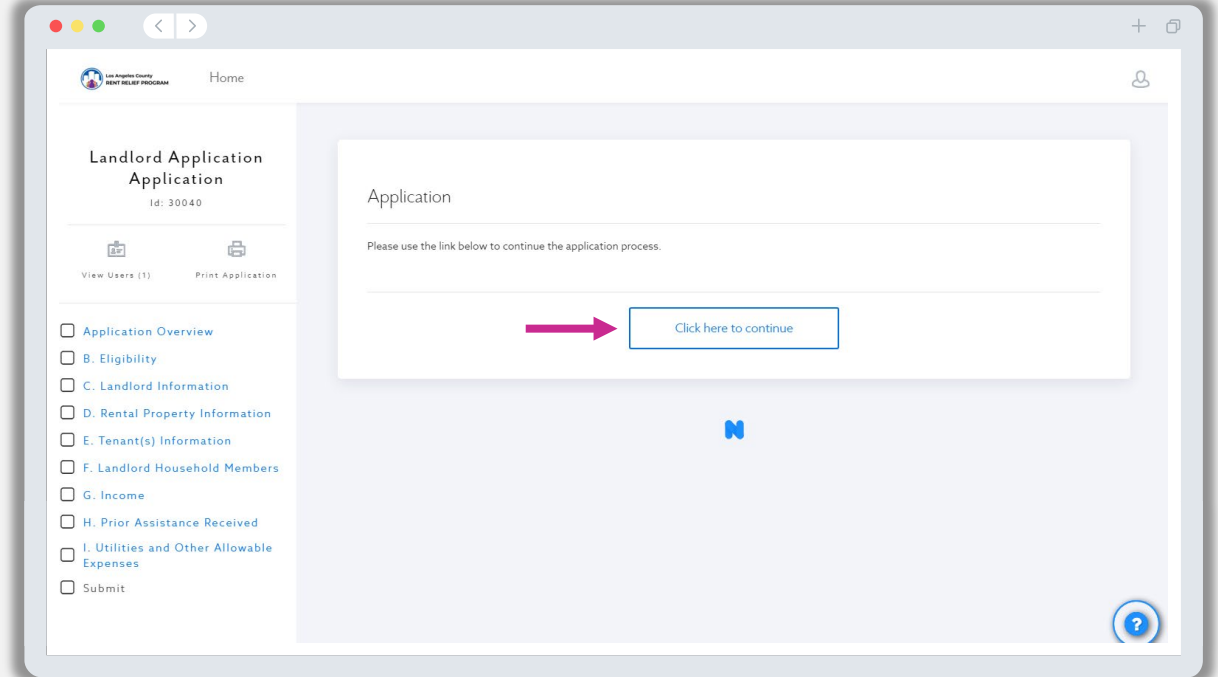 Los Angeles County
RENT RELIEF PROGRAM
Home
Landlord Application
Application
Id: 30040
View Users (1)
Print Application
Application Overview
B. Eligibility
C. Landlord Information
D. Rental Property Information
E. Tenant(s) Information
F. Landlord Household Members
G. Income
H. Prior Assistance Received
I. Utilities and Other Allowable
Expenses
Submit
Application
Please use the link below to continue the application process.
Click here to continue
N
?